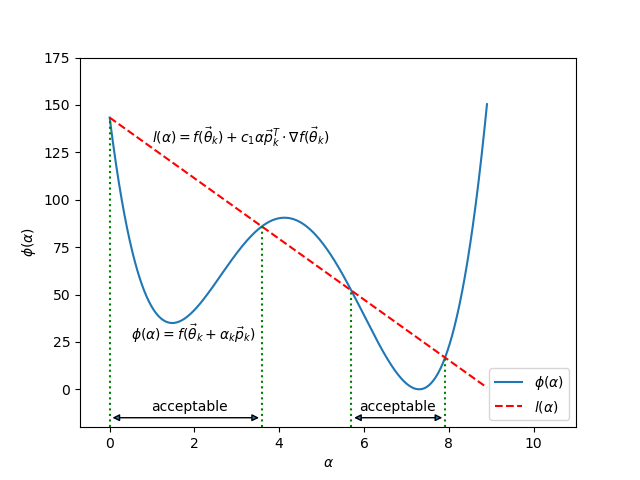 175
150
125
100
75
50
25
0
ϕ(α)
l(α) = f(θ⃗ₖ) + c₁αp⃗ₖᵀ · ∇f(θ⃗ₖ)
ϕ(α) = f(θ⃗ₖ + αₖp⃗ₖ)
acceptable
acceptable
ϕ(α)
l(α)
0 2 4 6 8 10
α